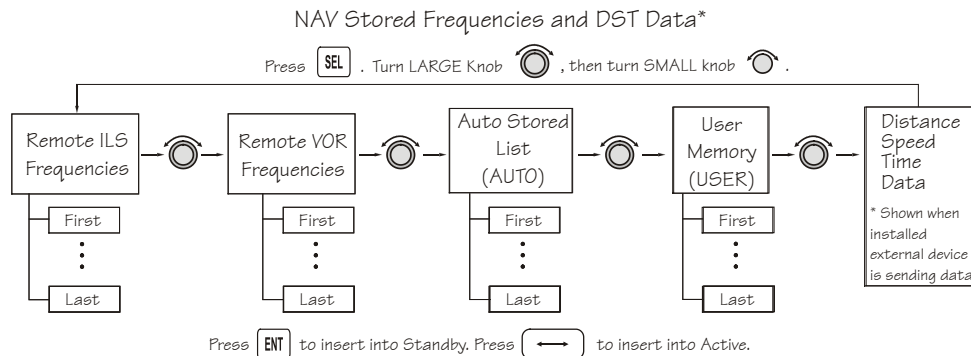 NAV Stored Frequencies and DST Data*
Press SEL . Turn LARGE Knob , then turn SMALL knob .
Remote ILS
Frequencies
First
Last
Remote VOR
Frequencies
First
Last
Auto Stored
List
(AUTO)
First
Last
User
Memory
(USER)
First
Last
Distance
Speed
Time
Data
* Shown when
installed
external device
is sending data
Press ENT to insert into Standby. Press to insert into Active.